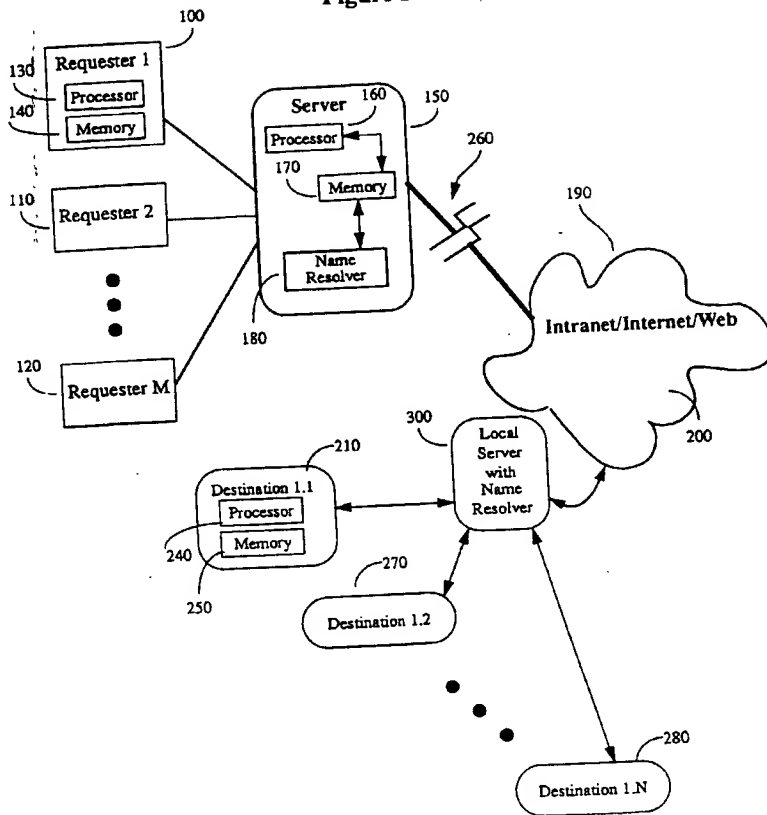 Figure
100
Requester 1
130
Processor
140
Memory
Server
160
150
Processor
260
170
Memory
110
Requester 2
190
Name
Resolver
180
Intranet/Internet/Web
120
Requester M
200
300
Local
Server
with
Name
Resolver
210
Destination 1.1
Processor
240
Memory
250
270
Destination 1.2
280
Destination 1.N